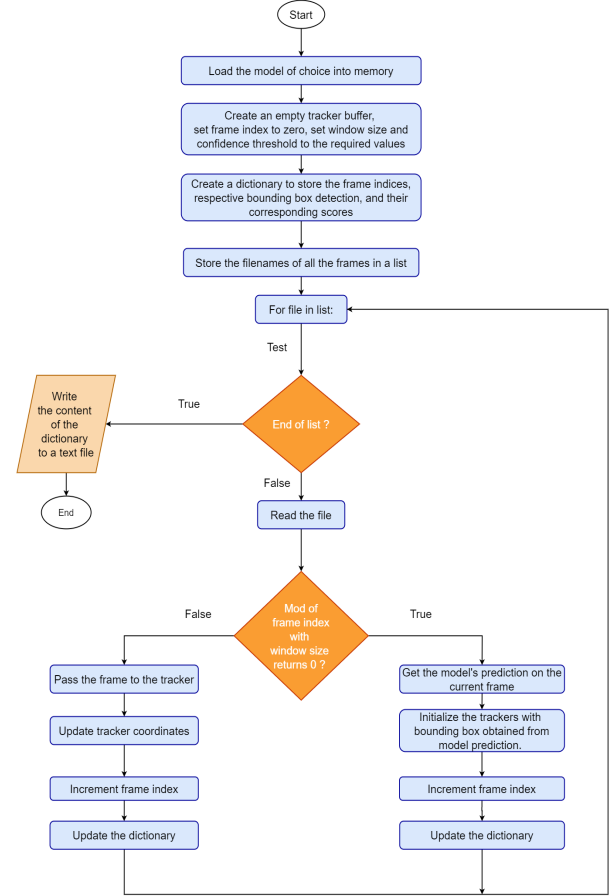 Start
Load the model of choice into memory
Create an empty tracker buffer,
set frame index to zero, set window size and
confidence threshold to the required values
Create a dictionary to store the frame indices,
respective bounding box detection, and their
corresponding scores
Store the filenames of all the frames in a list
For file in list:
Test
End of list ?
True
Write
the content
of the
dictionary
to a text file
End
False
Read the file
Mod of
frame index
with
window size
returns 0 ?
False
True
Pass the frame to the tracker
Update tracker coordinates
Increment frame index
Update the dictionary
Get the model's prediction on the
current frame
Initialize the trackers with
bounding box obtained from
model prediction.
Increment frame index
Update the dictionary